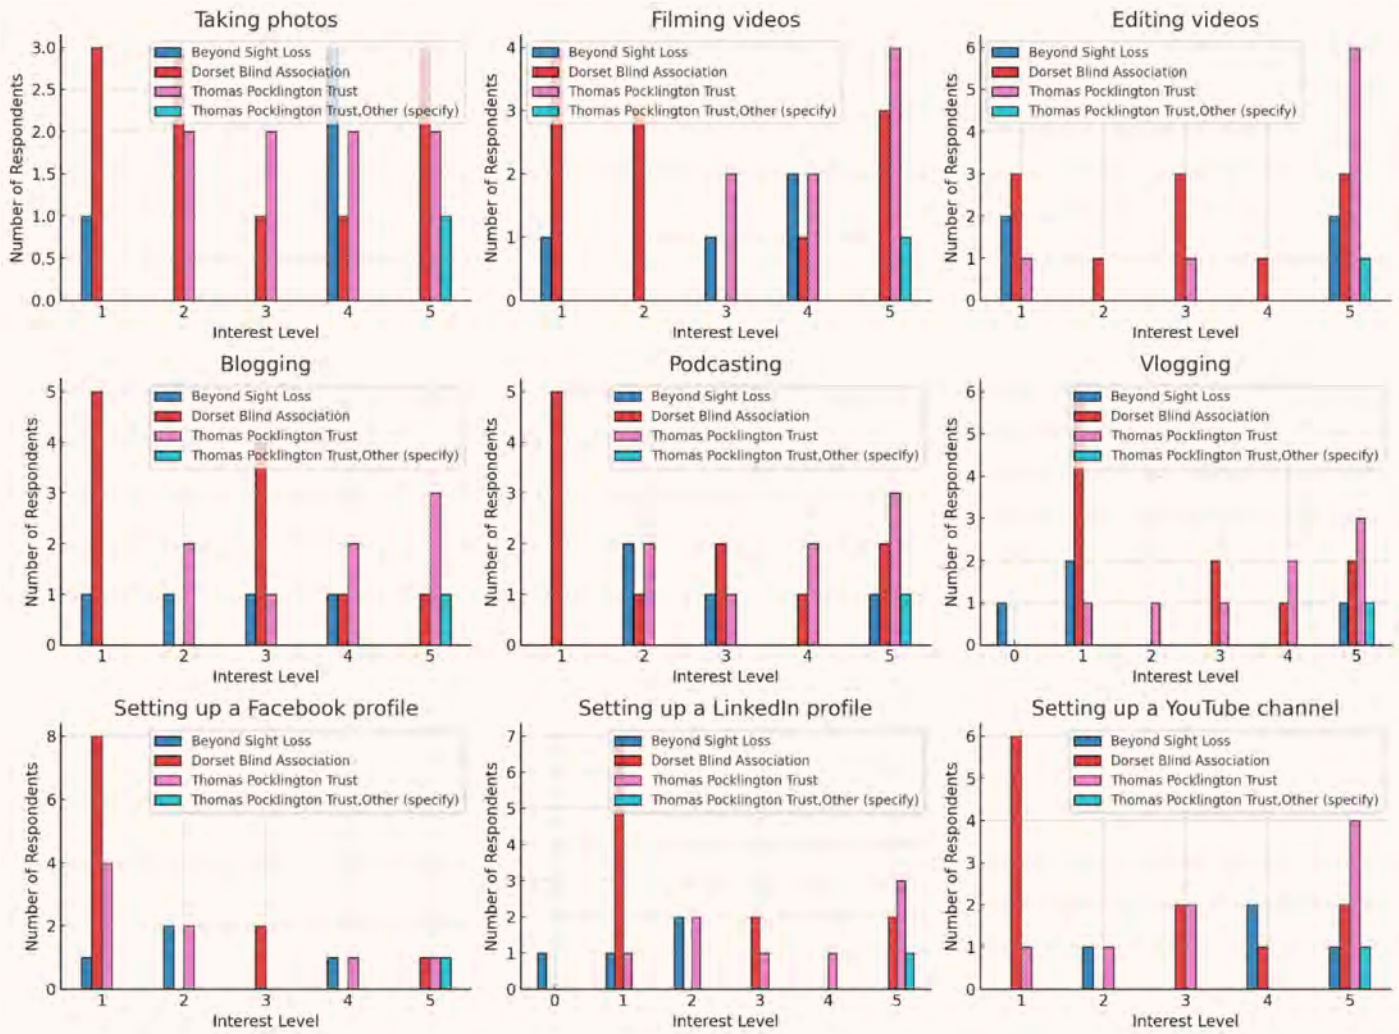 Taking photos
Number of Respondents
3.0
2.5
2.0
1.5
1.0
0.5
0.0
Beyond Sight Loss
Dorset Blind Association
Thomas Pocklington Trust
Thomas Pocklington Trust,Other (specify)
1 2 3 4 5
Interest Level
Filming videos
Number of Respondents
4
3
2
1
0
Beyond Sight Loss
Dorset Blind Association
Thomas Pocklington Trust
Thomas Pocklington Trust,Other (specify)
1 2 3 4 5
Interest Level
Editing videos
Number of Respondents
6
5
4
3
2
1
0
Beyond Sight Loss
Dorset Blind Association
Thomas Pocklington Trust
Thomas Pocklington Trust,Other (specify)
1 2 3 4 5
Interest Level
Blogging
Number of Respondents
5
4
3
2
1
0
Beyond Sight Loss
Dorset Blind Association
Thomas Pocklington Trust
Thomas Pocklington Trust,Other (specify)
1 2 3 4 5
Interest Level
Podcasting
Number of Respondents
5
4
3
2
1
0
Beyond Sight Loss
Dorset Blind Association
Thomas Pocklington Trust
Thomas Pocklington Trust,Other (specify)
1 2 3 4 5
Interest Level
Vlogging
Number of Respondents
6
5
4
3
2
1
0
Beyond Sight Loss
Dorset Blind Association
Thomas Pocklington Trust
Thomas Pocklington Trust,Other (specify)
0 1 2 3 4 5
Interest Level
Setting up a Facebook profile
Number of Respondents
8
6
4
2
0
Beyond Sight Loss
Dorset Blind Association
Thomas Pocklington Trust
Thomas Pocklington Trust,Other (specify)
1 2 3 4 5
Interest Level
Setting up a LinkedIn profile
Number of Respondents
7
6
5
4
3
2
1
0
Beyond Sight Loss
Dorset Blind Association
Thomas Pocklington Trust
Thomas Pocklington Trust,Other (specify)
0 1 2 3 4 5
Interest Level
Setting up a YouTube channel
Number of Respondents
6
5
4
3
2
1
0
Beyond Sight Loss
Dorset Blind Association
Thomas Pocklington Trust
Thomas Pocklington Trust,Other (specify)
1 2 3 4 5
Interest Level